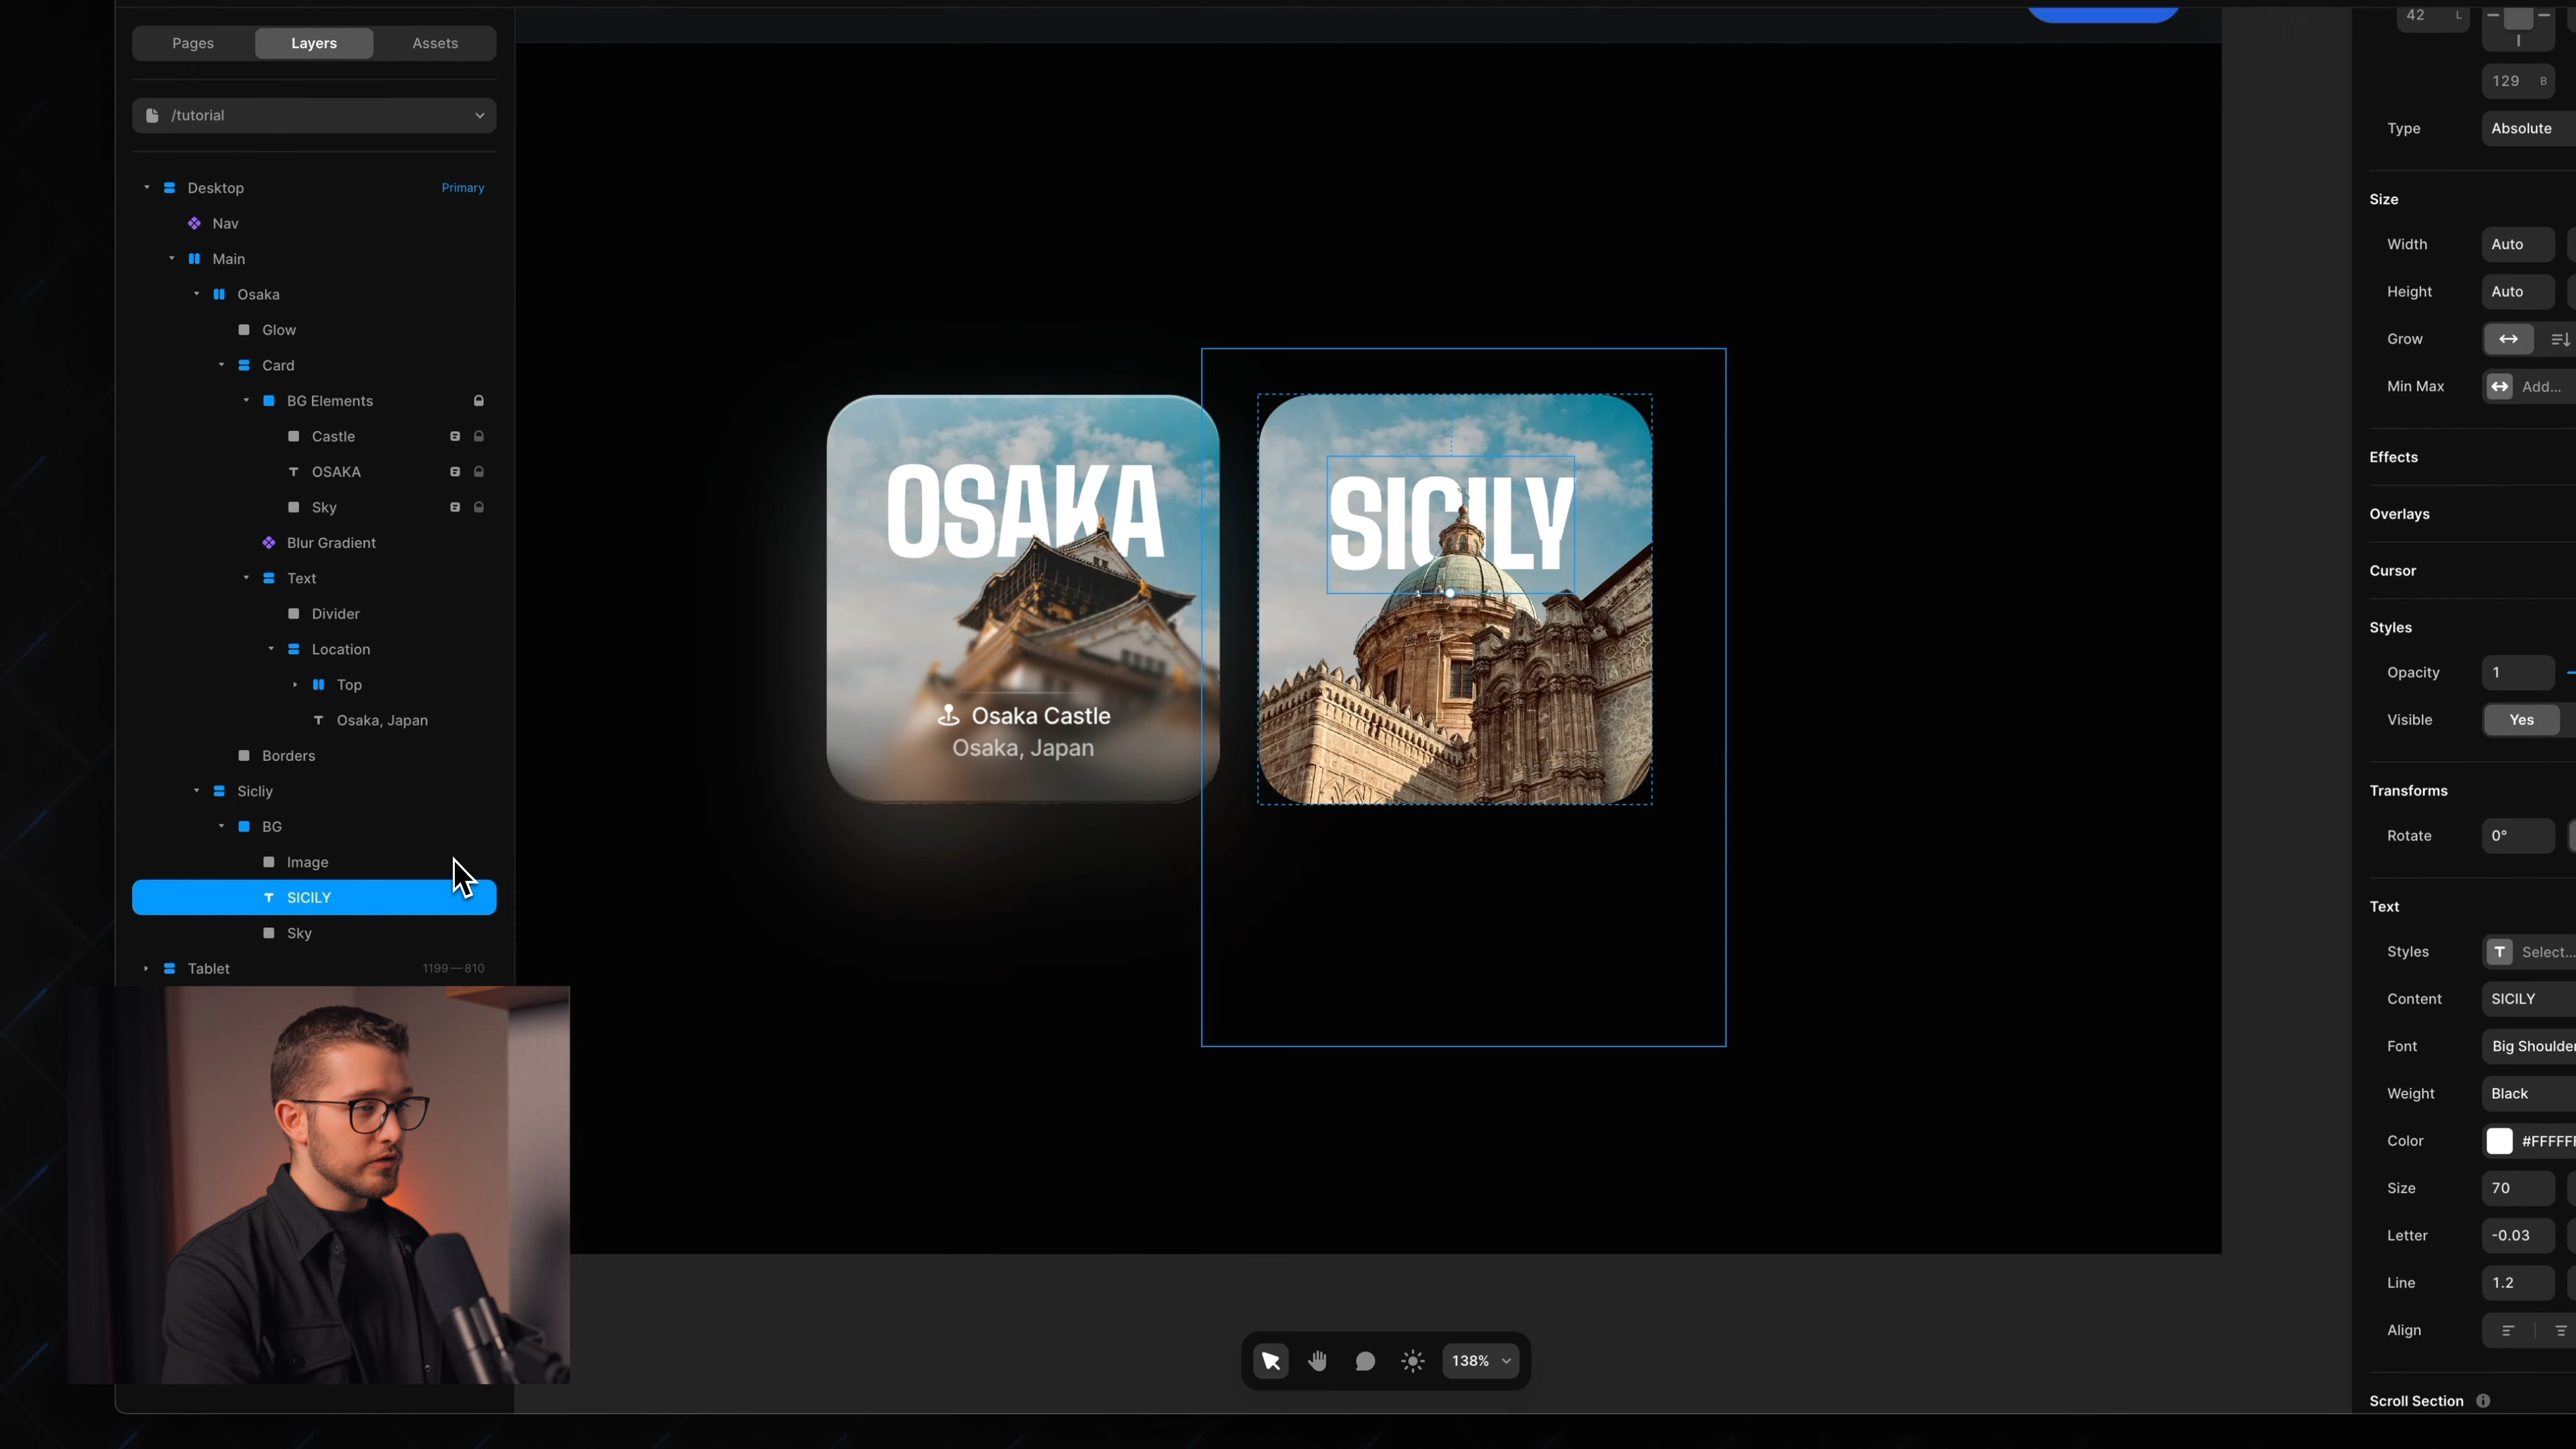 Pages Layers Assets
/tutorial
Desktop Primary
Nav
Main
Osaka
Glow
Card
BG Elements
Castle
OSAKA
Sky
Blur Gradient
Text
Divider
Location
Top
Osaka, Japan
Borders
Sicliy
BG
Image
SICILY
Sky
Tablet 1199—810
OSAKA
Osaka Castle
Osaka, Japan
SICILY
138%
42 L
129 B
Type Absolute
Size
Width Auto
Height Auto
Grow
Min Max Add...
Effects
Overlays
Cursor
Styles
Opacity 1
Visible Yes
Transforms
Rotate 0°
Text
Styles Select...
Content SICILY
Font Big Shoulder
Weight Black
Color #FFFFFF
Size 70
Letter -0.03
Line 1.2
Align
Scroll Section